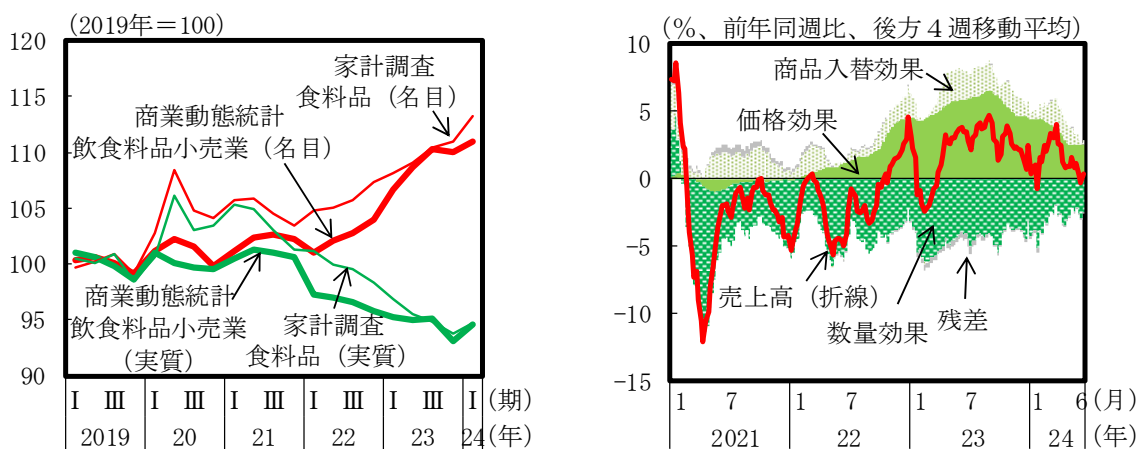 (2019年=100)
120
115
110
105
100
95
90
家計調査
食料品（名目）
商業動態統計
飲食料品小売業（名目）
商業動態統計
飲食料品小売業
（実質）
家計調査
食料品（実質）
Ⅰ Ⅲ Ⅰ Ⅲ Ⅰ Ⅲ Ⅰ Ⅲ Ⅰ Ⅲ Ⅰ (期)
2019 20 21 22 23 24 (年)
(%、前年同週比、後方４週移動平均)
10
5
0
−5
−10
−15
商品入替効果
価格効果
売上高（折線）
数量効果
残差
1 7 1 7 1 7 1 6 (月)
2021 22 23 24 (年)